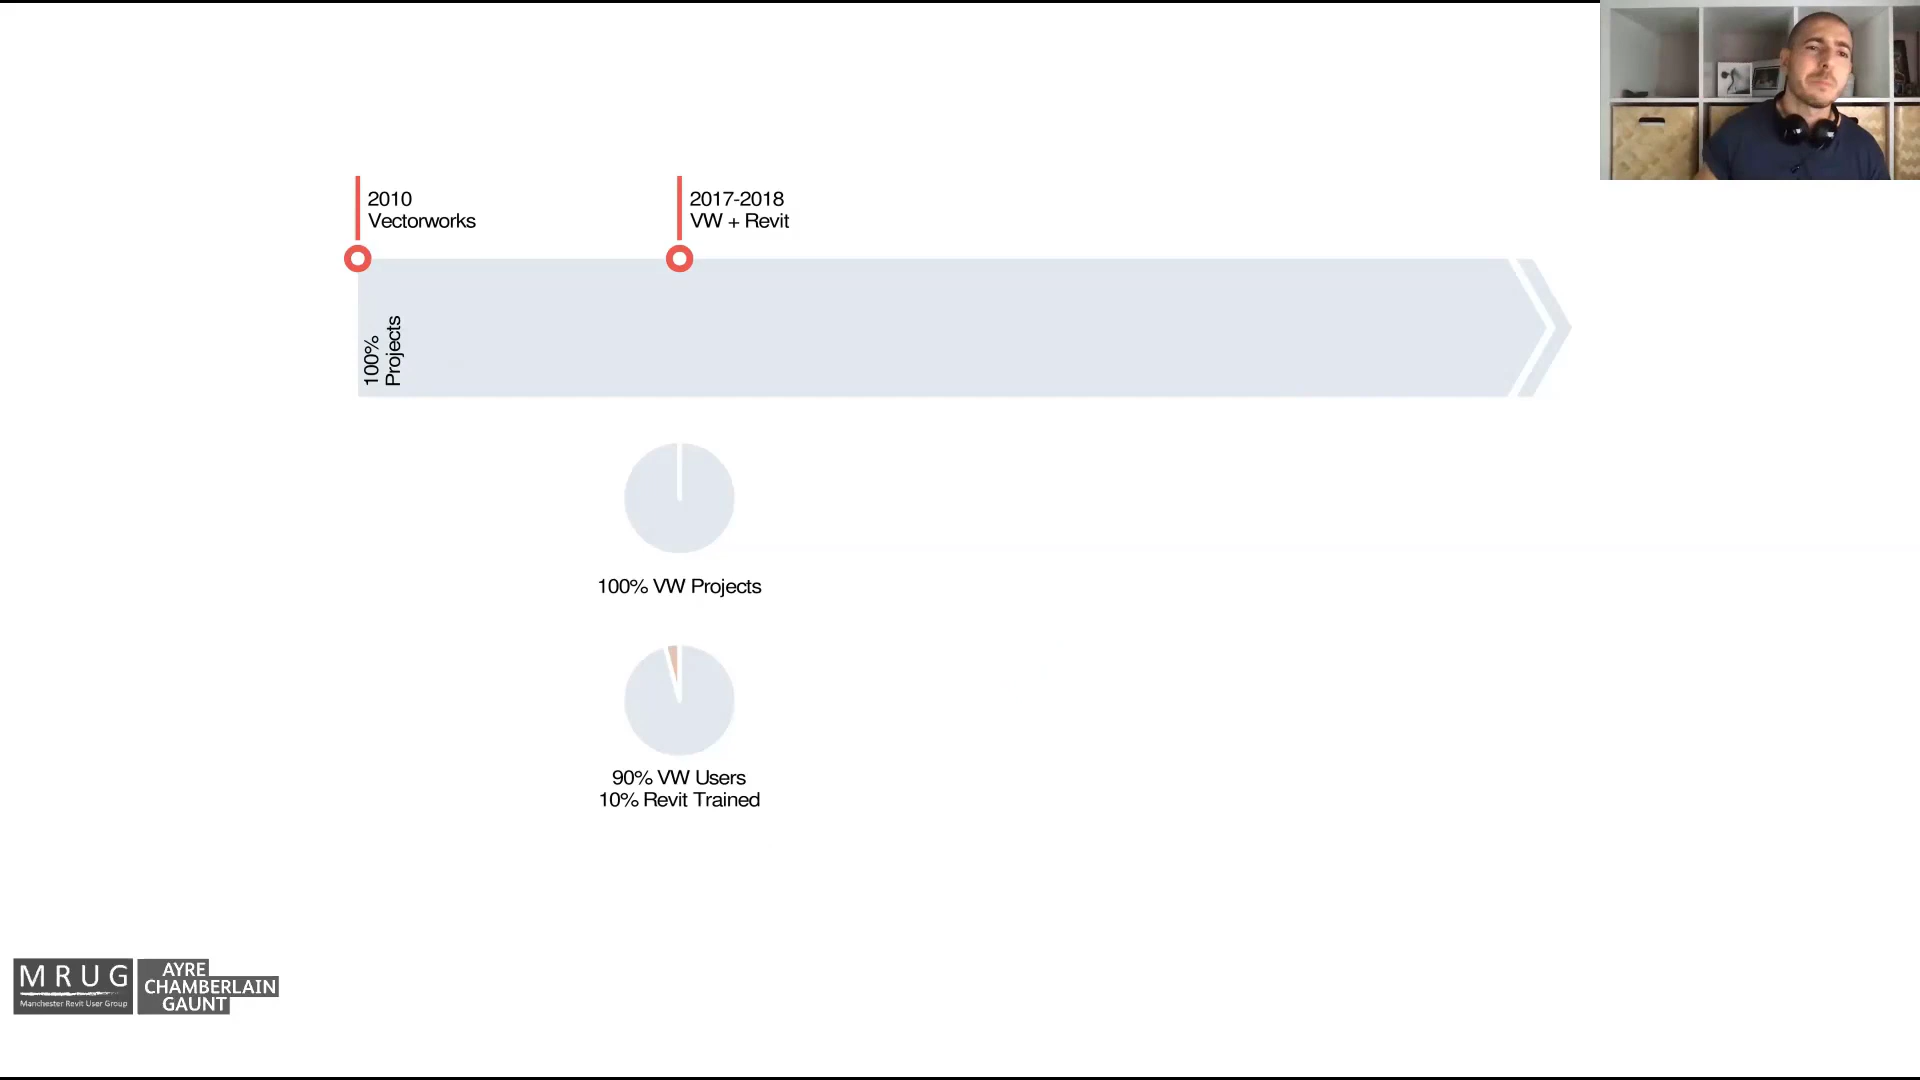 2010
Vectorworks
2017-2018
VW + Revit
100%
Projects
100% VW Projects
90% VW Users
10% Revit Trained
MRUG
Manchester Revit User Group
AYRE
CHAMBERLAIN
GAUNT